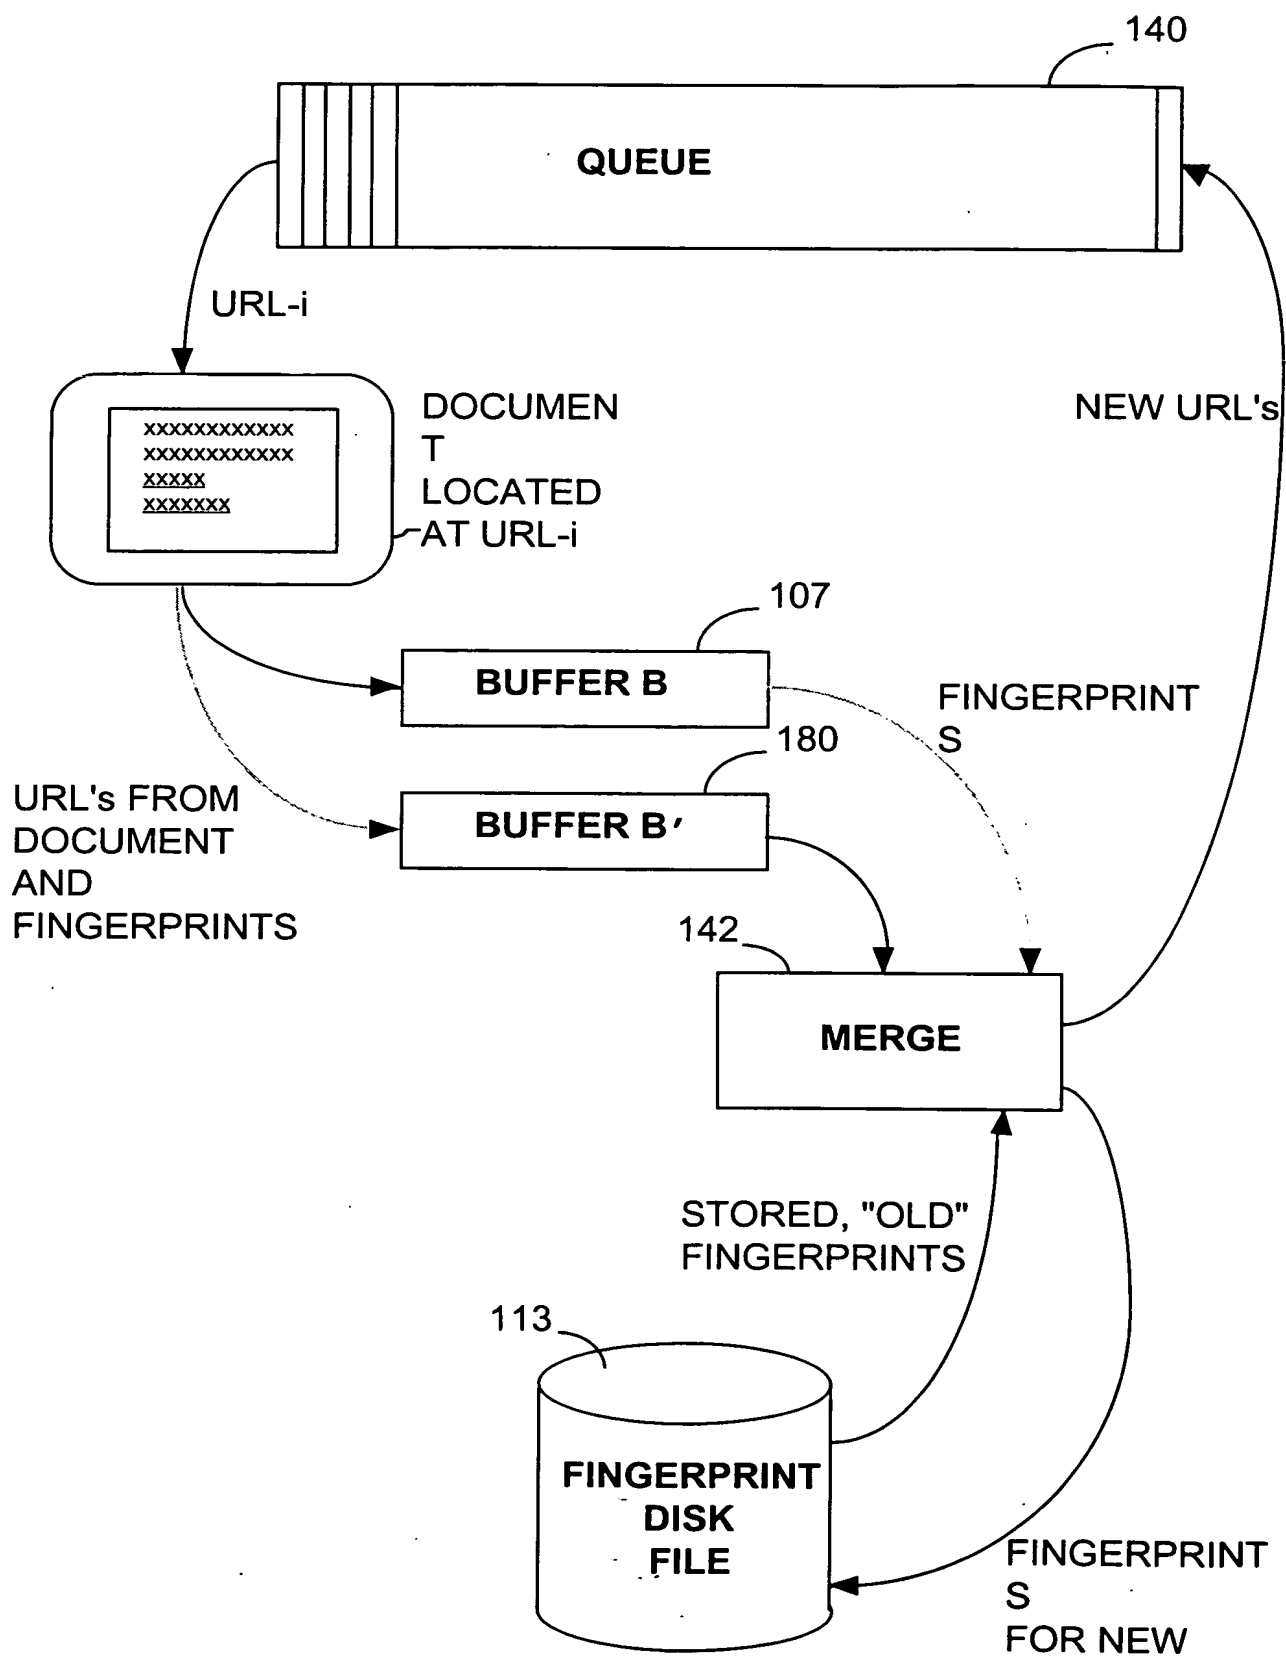 140
QUEUE
URL-i
DOCUMEN
T
LOCATED
AT URL-i
NEW URL's
xxxxxxxxxxxx
xxxxxxxxxxxx
xxxxx
xxxxxxx
107
BUFFER B
FINGERPRINT
S
180
BUFFER B'
URL's FROM
DOCUMENT
AND
FINGERPRINTS
142
MERGE
STORED, "OLD"
FINGERPRINTS
113
FINGERPRINT
DISK
FILE
FINGERPRINT
S
FOR NEW